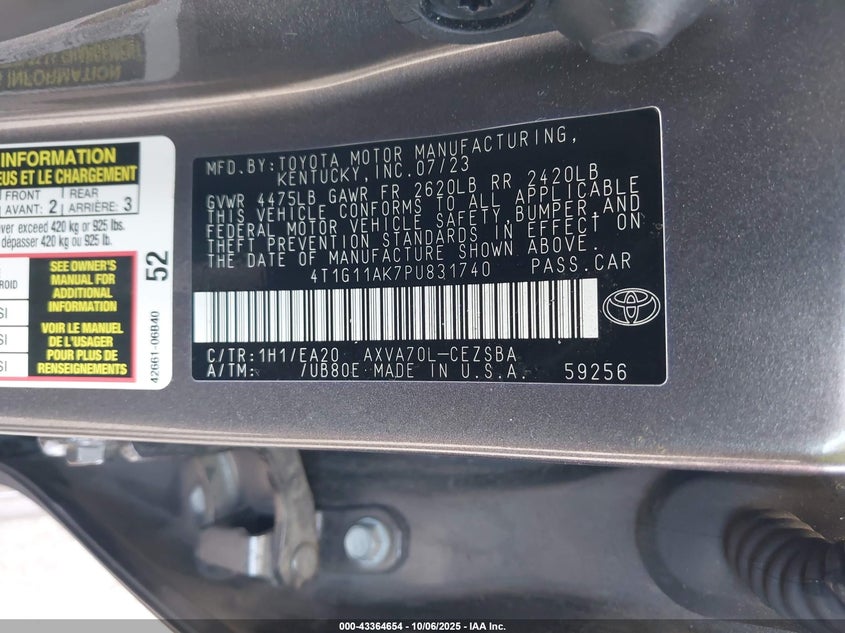 INFORMATION
EUS ET LE CHARGEMENT
FRONT
AVANT: 2
REAR
ARRIÈRE: 3
ver exceed 420 kg or 925 lbs.
dépasser 420 kg ou 925 lb.
SEE OWNER'S
MANUAL FOR
ADDITIONAL
INFORMATION
VOIR LE MANUEL
DE L'USAGER
POUR PLUS DE
RENSEIGNEMENTS
52
42661-06B40
MFD.BY:TOYOTA MOTOR MANUFACTURING,
KENTUCKY,INC.07/23
GVWR 4475LB GAWR FR 2620LB RR 2420LB
THIS VEHICLE CONFORMS TO ALL APPLICABLE
FEDERAL MOTOR VEHICLE SAFETY,BUMPER,AND
THEFT PREVENTION STANDARDS IN EFFECT ON
THE DATE OF MANUFACTURE SHOWN ABOVE.
4T1G11AK7PU831740 PASS.CAR
C/TR:1H1/EA20 AXVA70L-CEZSBA
A/TM: /UB80E MADE IN U.S.A. 59256
000-43364654 - 10/06/2025 - IAA Inc.